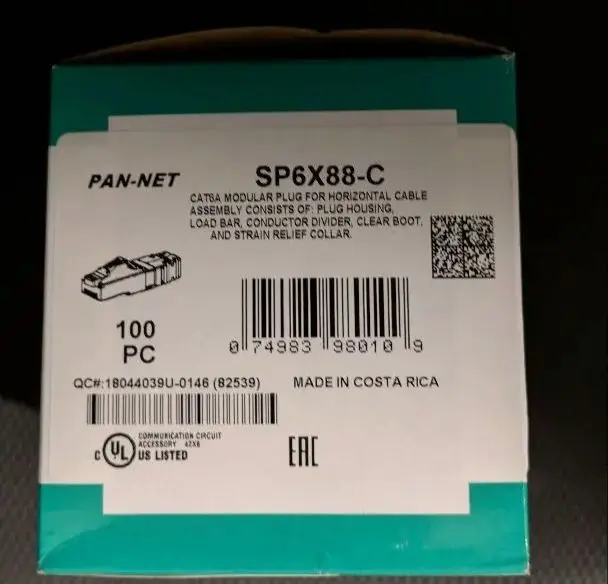 PAN-NET
SP6X88-C
CAT6A MODULAR PLUG FOR HORIZONTAL CABLE
ASSEMBLY CONSISTS OF: PLUG HOUSING,
LOAD BAR, CONDUCTOR DIVIDER, CLEAR BOOT,
AND STRAIN RELIEF COLLAR.
100
PC
0 74983 98010 9
QC#:18044039U-0146 (82539)
MADE IN COSTA RICA
C UL US LISTED
COMMUNICATION CIRCUIT
ACCESSORY 42X6
EAC